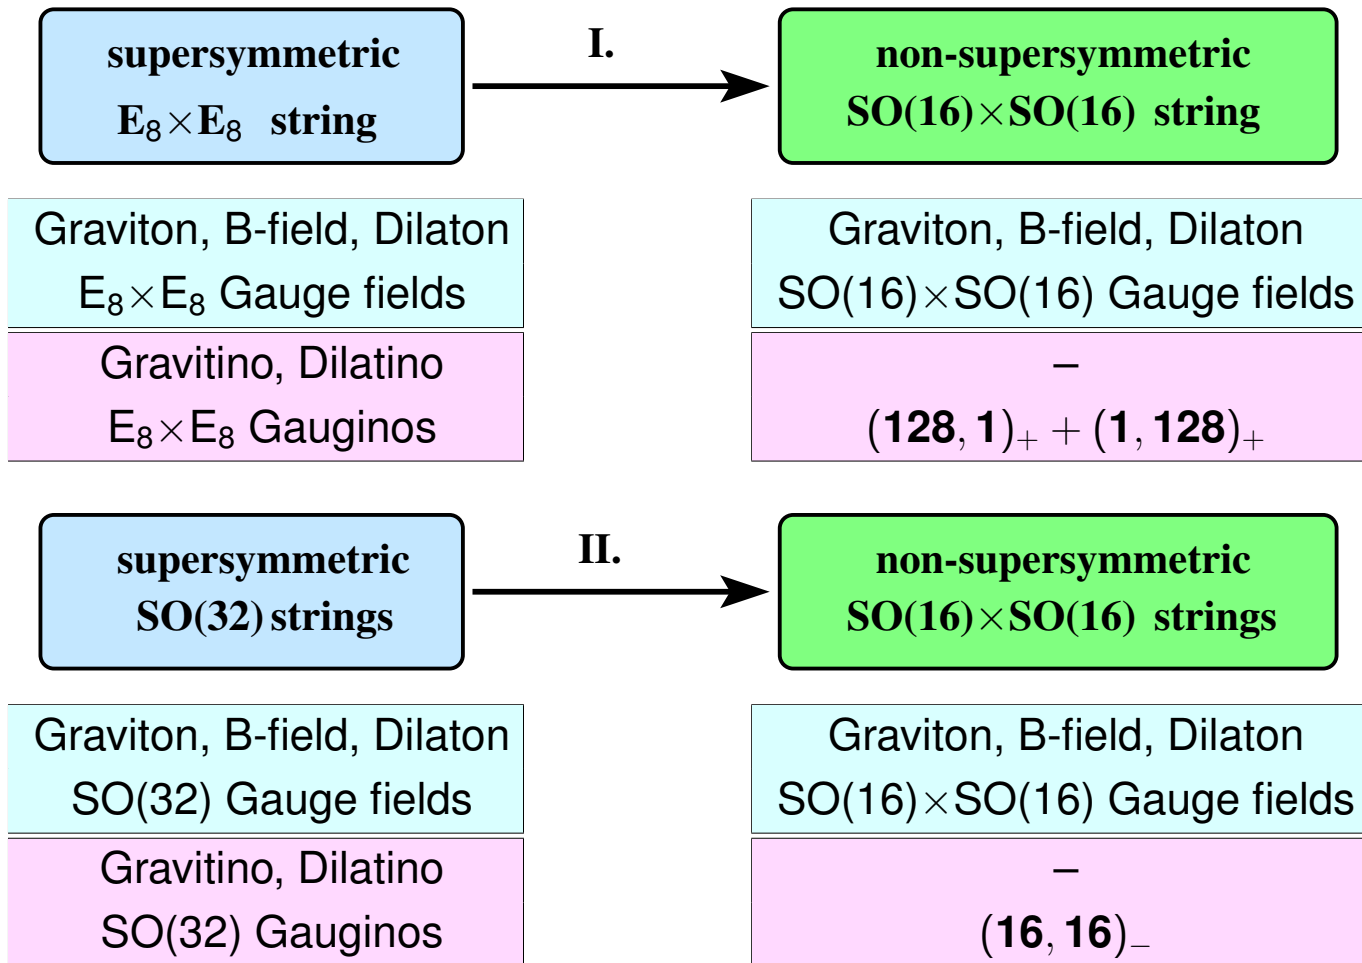 supersymmetric
E₈×E₈ string
I.
non-supersymmetric
SO(16)×SO(16) string
Graviton, B-field, Dilaton
E₈×E₈ Gauge fields
Gravitino, Dilatino
E₈×E₈ Gauginos
Graviton, B-field, Dilaton
SO(16)×SO(16) Gauge fields
–
(128, 1)₊ + (1, 128)₊
supersymmetric
SO(32) strings
II.
non-supersymmetric
SO(16)×SO(16) strings
Graviton, B-field, Dilaton
SO(32) Gauge fields
Gravitino, Dilatino
SO(32) Gauginos
Graviton, B-field, Dilaton
SO(16)×SO(16) Gauge fields
–
(16, 16)₋